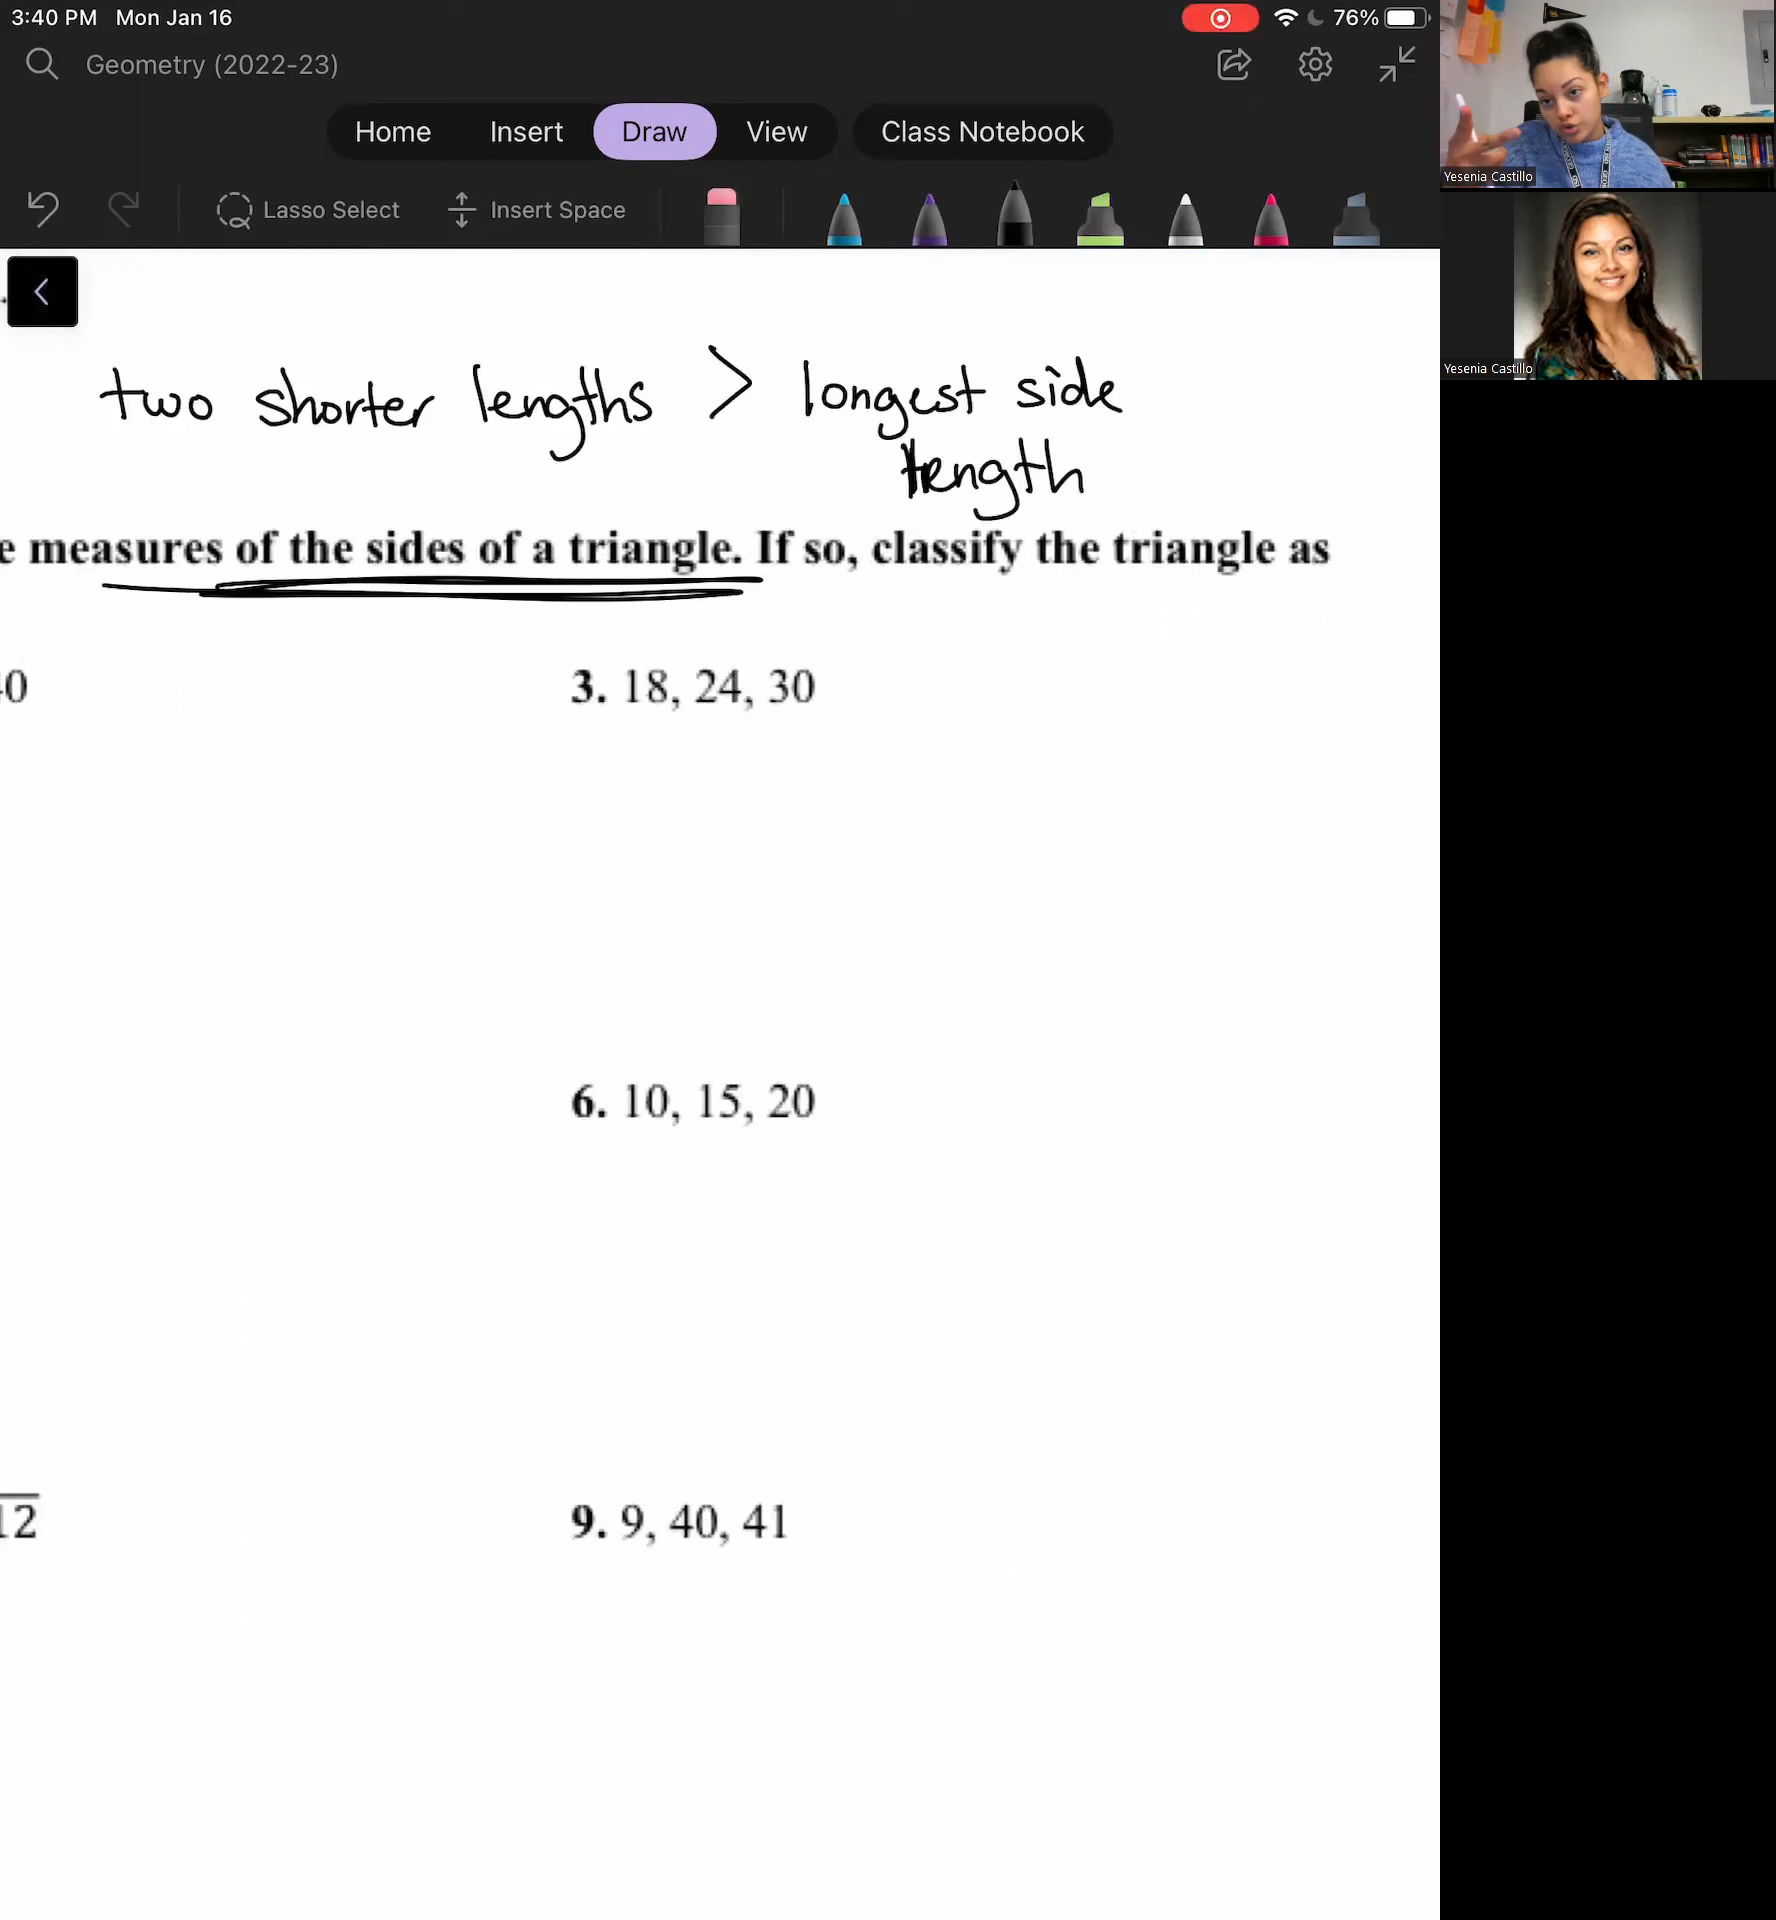 3:40 PM Mon Jan 16 76%
Geometry (2022-23)
Home Insert Draw View Class Notebook
Lasso Select Insert Space
Yesenia Castillo
Yesenia Castillo
two shorter lengths > longest side
length
e measures of the sides of a triangle. If so, classify the triangle as
0 3. 18, 24, 30
6. 10, 15, 20
12 9. 9, 40, 41